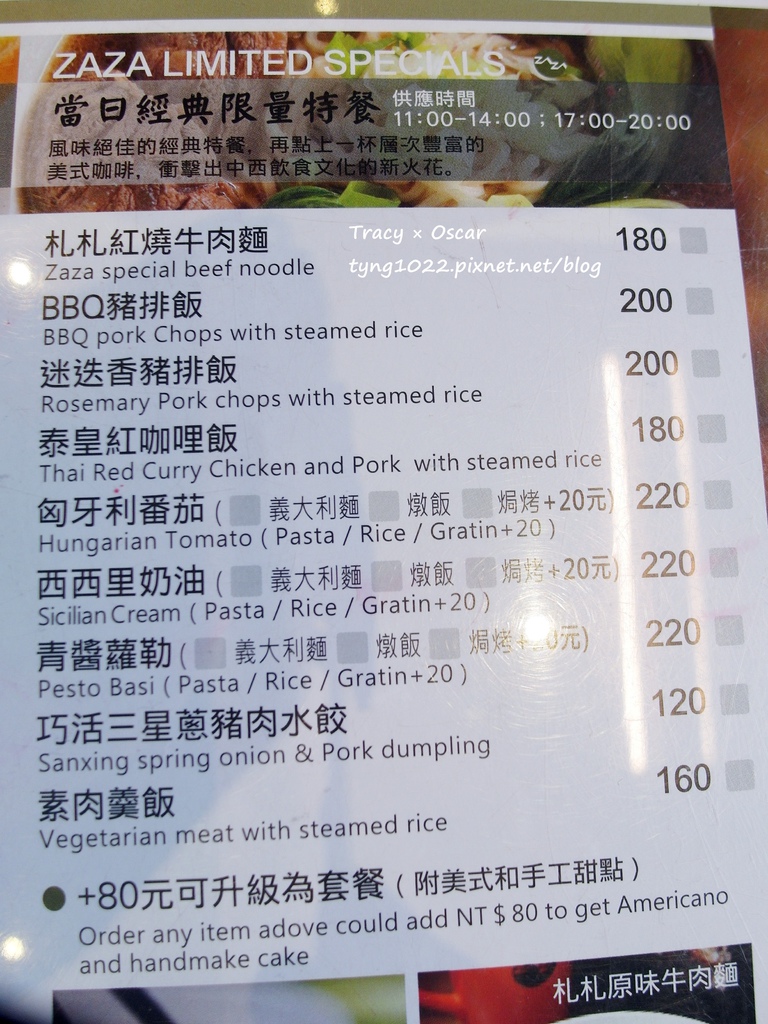 ZAZA LIMITED SPECIALS ZAZA
當日經典限量特餐 供應時間
11:00-14:00;17:00-20:00
風味絕佳的經典特餐,再點上一杯層次豐富的
美式咖啡,衝擊出中西飲食文化的新火花。
札札紅燒牛肉麵 180
Zaza special beef noodle
Tracy × Oscar
tyng1022.pixnet.net/blog
BBQ豬排飯 200
BBQ pork Chops with steamed rice
迷迭香豬排飯 200
Rosemary Pork chops with steamed rice
泰皇紅咖哩飯 180
Thai Red Curry Chicken and Pork with steamed rice
匈牙利番茄 ( 義大利麵 燉飯 焗烤+20元) 220
Hungarian Tomato ( Pasta / Rice / Gratin+20 )
西西里奶油 ( 義大利麵 燉飯 焗烤+20元) 220
Sicilian Cream ( Pasta / Rice / Gratin+20 )
青醬蘿勒 ( 義大利麵 燉飯 焗烤+20元) 220
Pesto Basi ( Pasta / Rice / Gratin+20 )
巧活三星蔥豬肉水餃 120
Sanxing spring onion & Pork dumpling
素肉羹飯 160
Vegetarian meat with steamed rice
● +80元可升級為套餐 ( 附美式和手工甜點 )
Order any item adove could add NT $ 80 to get Americano
and handmake cake
札札原味牛肉麵